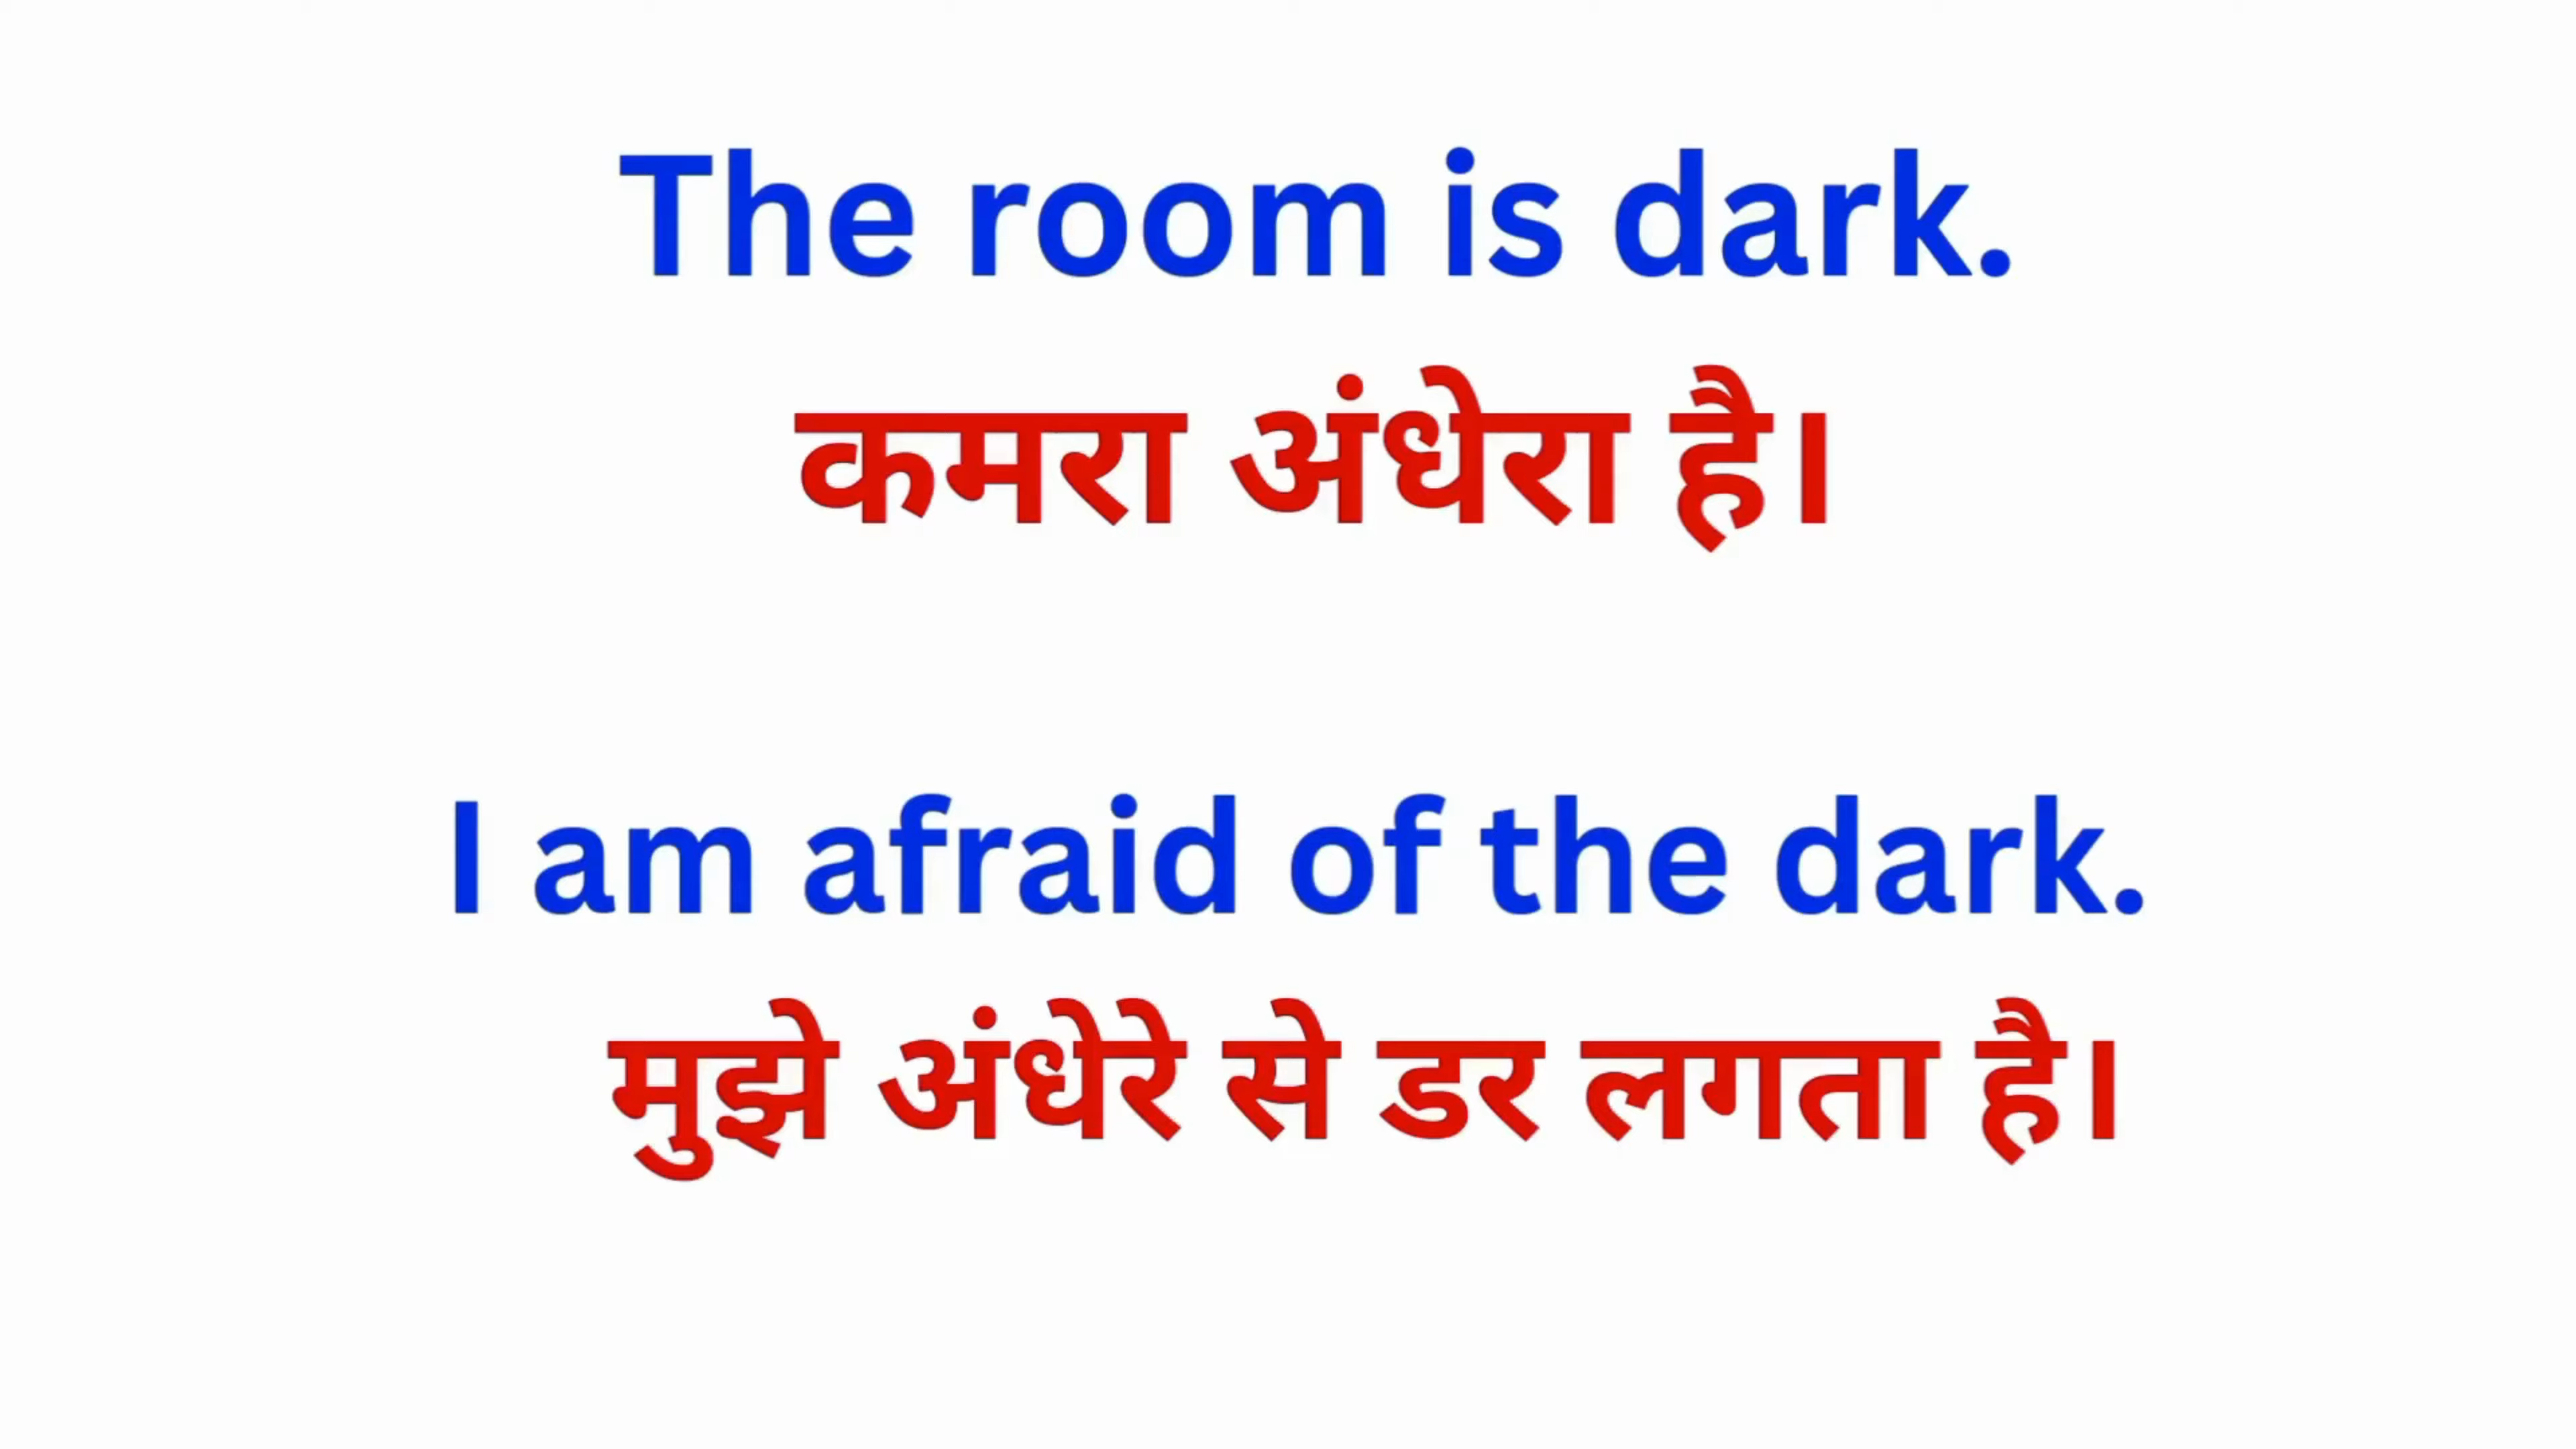 The room is dark.
कमरा अंधेरा है।
I am afraid of the dark.
मुझे अंधेरे से डर लगता है।